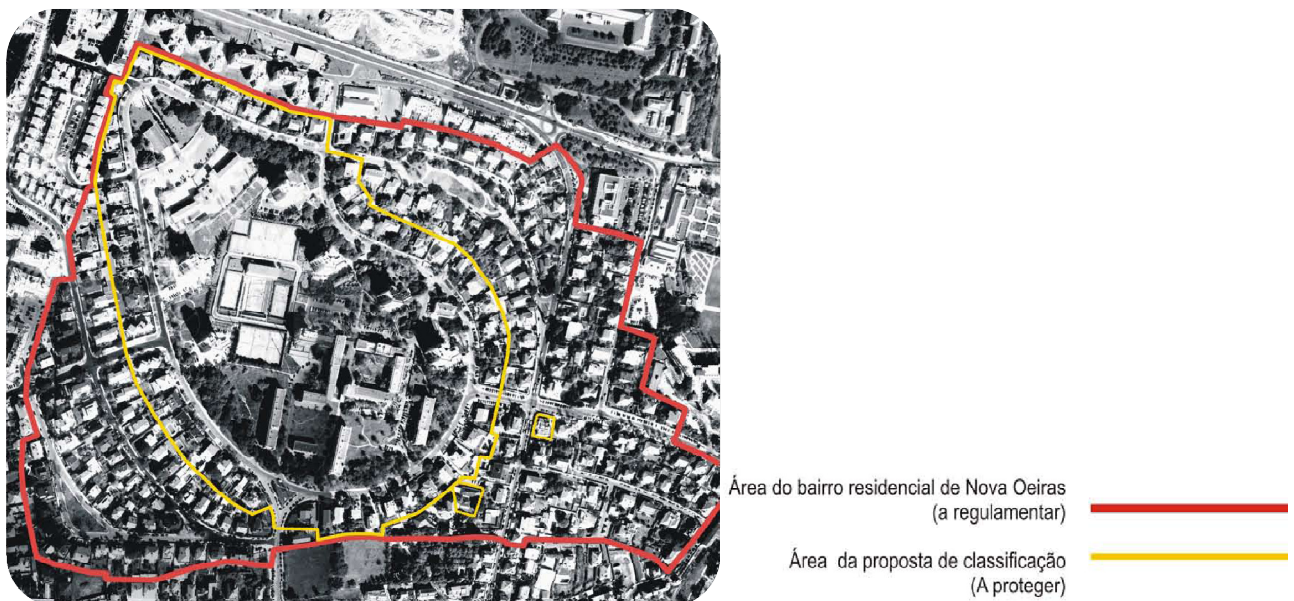 Área do bairro residencial de Nova Oeiras
(a regulamentar)
Área da proposta de classificação
(A proteger)